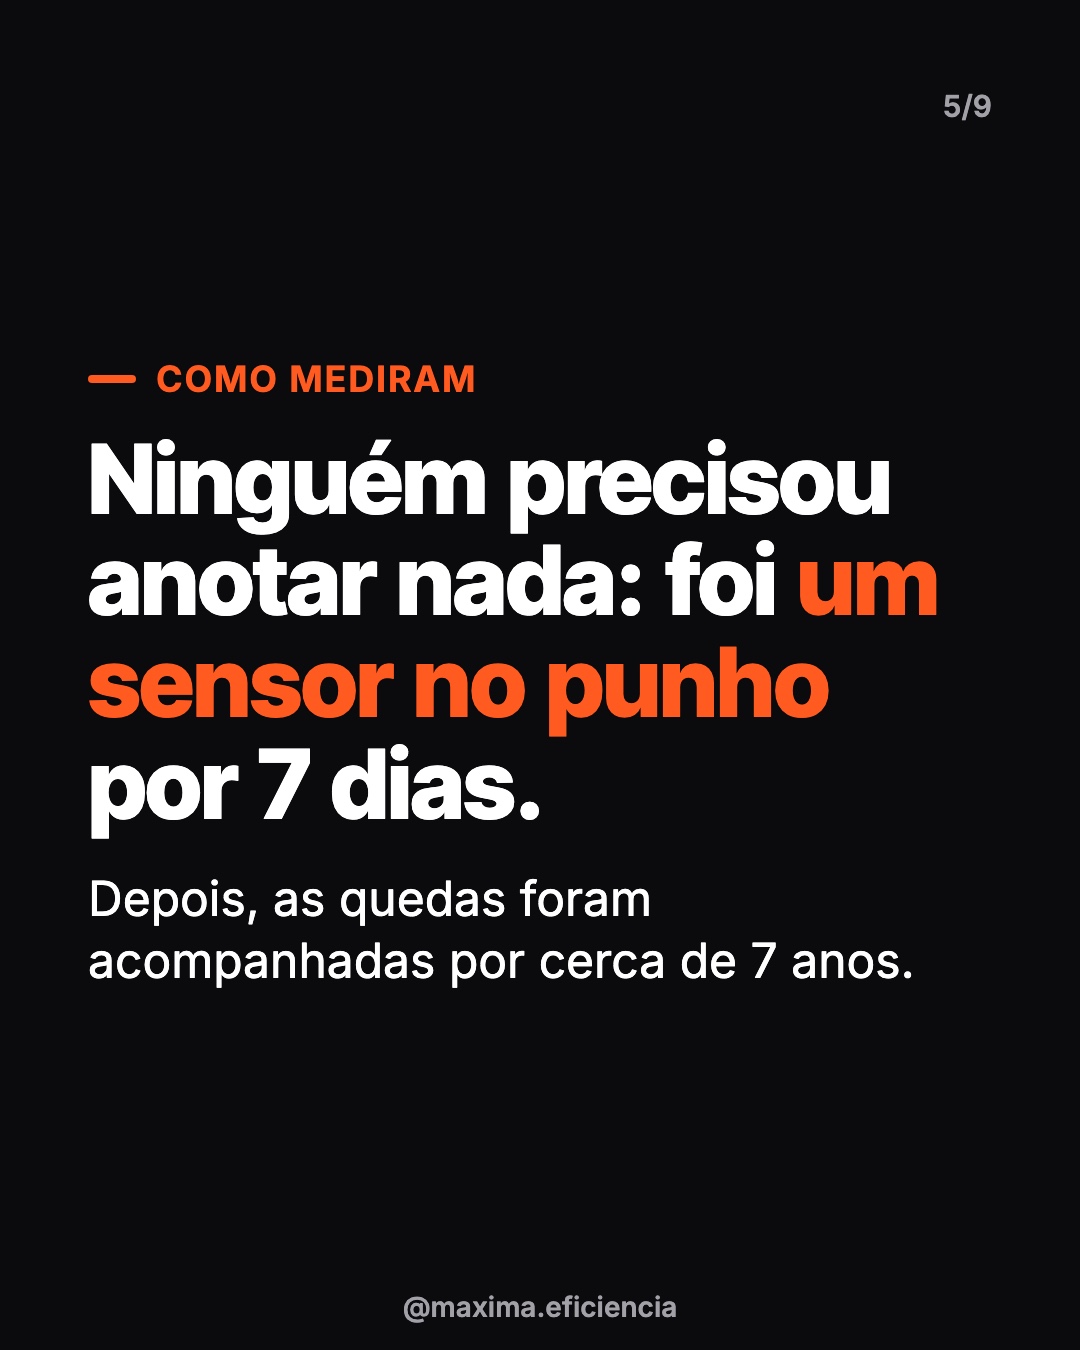 5/9
COMO MEDIRAM
Ninguém precisou
anotar nada: foi um
sensor no punho
por 7 dias.
Depois, as quedas foram
acompanhadas por cerca de 7 anos.
@maxima.eficiencia